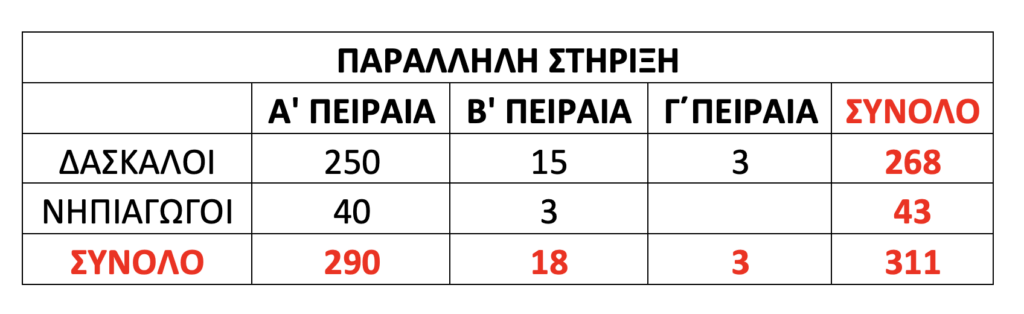 ΠΑΡΑΛΛΗΛΗ ΣΤΗΡΙΞΗ
Α' ΠΕΙΡΑΙΑ Β' ΠΕΙΡΑΙΑ Γ΄ΠΕΙΡΑΙΑ ΣΥΝΟΛΟ
ΔΑΣΚΑΛΟΙ 250 15 3 268
ΝΗΠΙΑΓΩΓΟΙ 40 3 43
ΣΥΝΟΛΟ 290 18 3 311